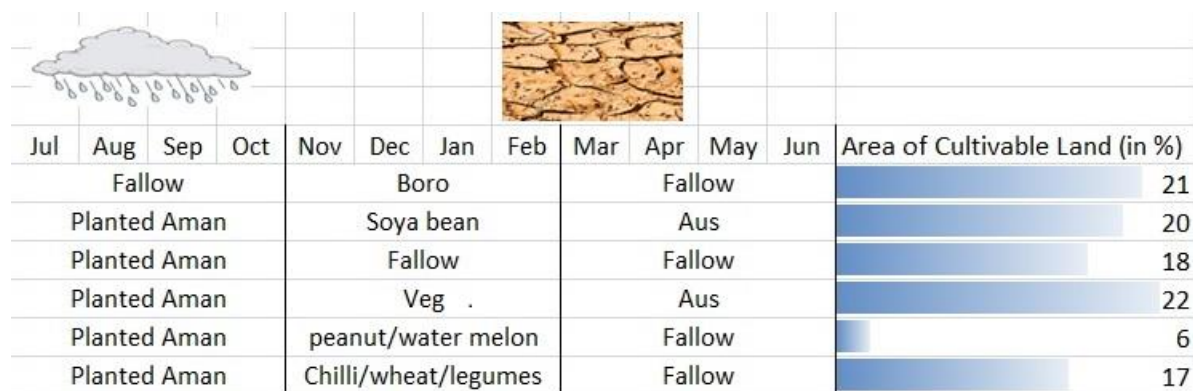 Jul Aug Sep Oct Nov Dec Jan Feb Mar Apr May Jun Area of Cultivable Land (in %)
Fallow Boro Fallow 21
Planted Aman Soya bean Aus 20
Planted Aman Fallow Fallow 18
Planted Aman Veg . Aus 22
Planted Aman peanut/water melon Fallow 6
Planted Aman Chilli/wheat/legumes Fallow 17